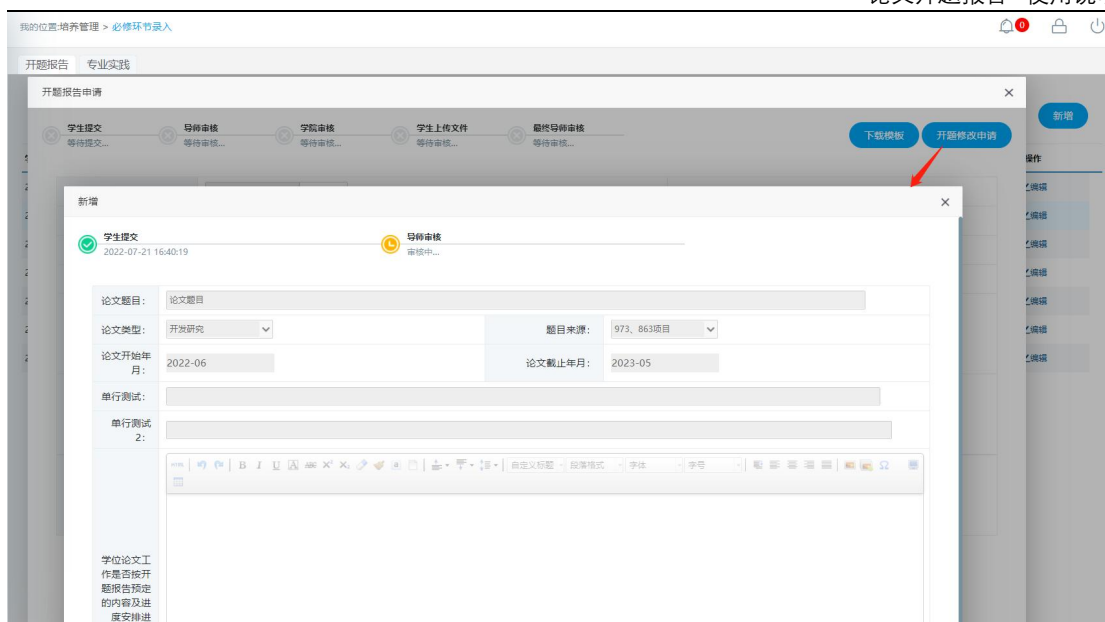 我的位置:培养管理 > 必修环节录入
0
开题报告 专业实践
开题报告申请
新增
学生提交 导师审核 学院审核 学生上传文件 最终导师审核
等待提交... 等待审核... 等待审核... 等待审核... 等待审核...
下载模板 开题修改申请
操作
新增
编辑
编辑
编辑
编辑
编辑
编辑
编辑
学生提交 导师审核
2022-07-21 16:40:19 审核中...
论文题目: 论文题目
论文类型: 开发研究 题目来源: 973、863项目
论文开始年
月: 2022-06 论文截止年月: 2023-05
单行测试:
单行测试
2:
HTML B I U A ABC X² X₂ 自定义标题 段落格式 字体 字号 Ω
学位论文工
作是否按开
题报告预定
的内容及进
度安排进